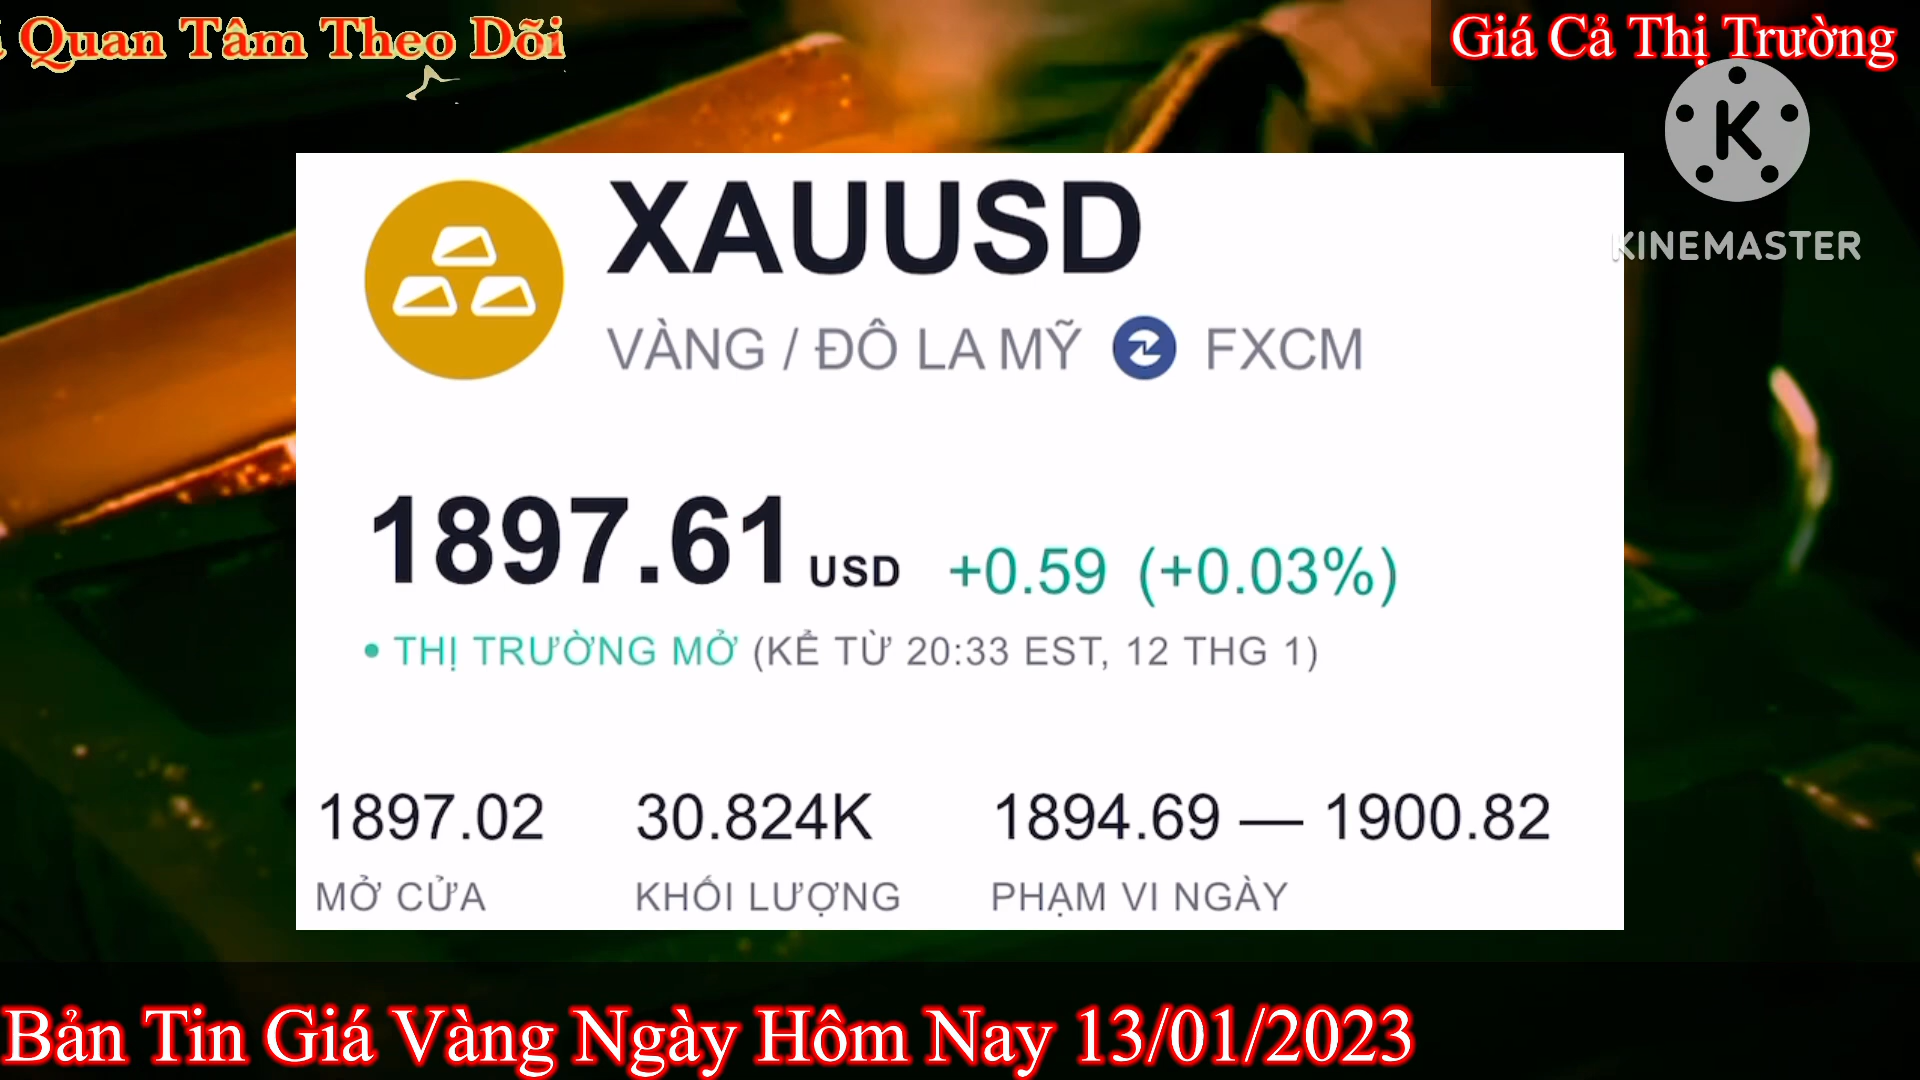 Quan Tâm Theo Dõi
Giá Cả Thị Trường
K
KINEMASTER
XAUUSD
VÀNG / ĐÔ LA MỸ FXCM
1897.61 USD +0.59 (+0.03%)
• THỊ TRƯỜNG MỞ (KỂ TỪ 20:33 EST, 12 THG 1)
1897.02 30.824K 1894.69 — 1900.82
MỞ CỬA KHỐI LƯỢNG PHẠM VI NGÀY
Bản Tin Giá Vàng Ngày Hôm Nay 13/01/2023